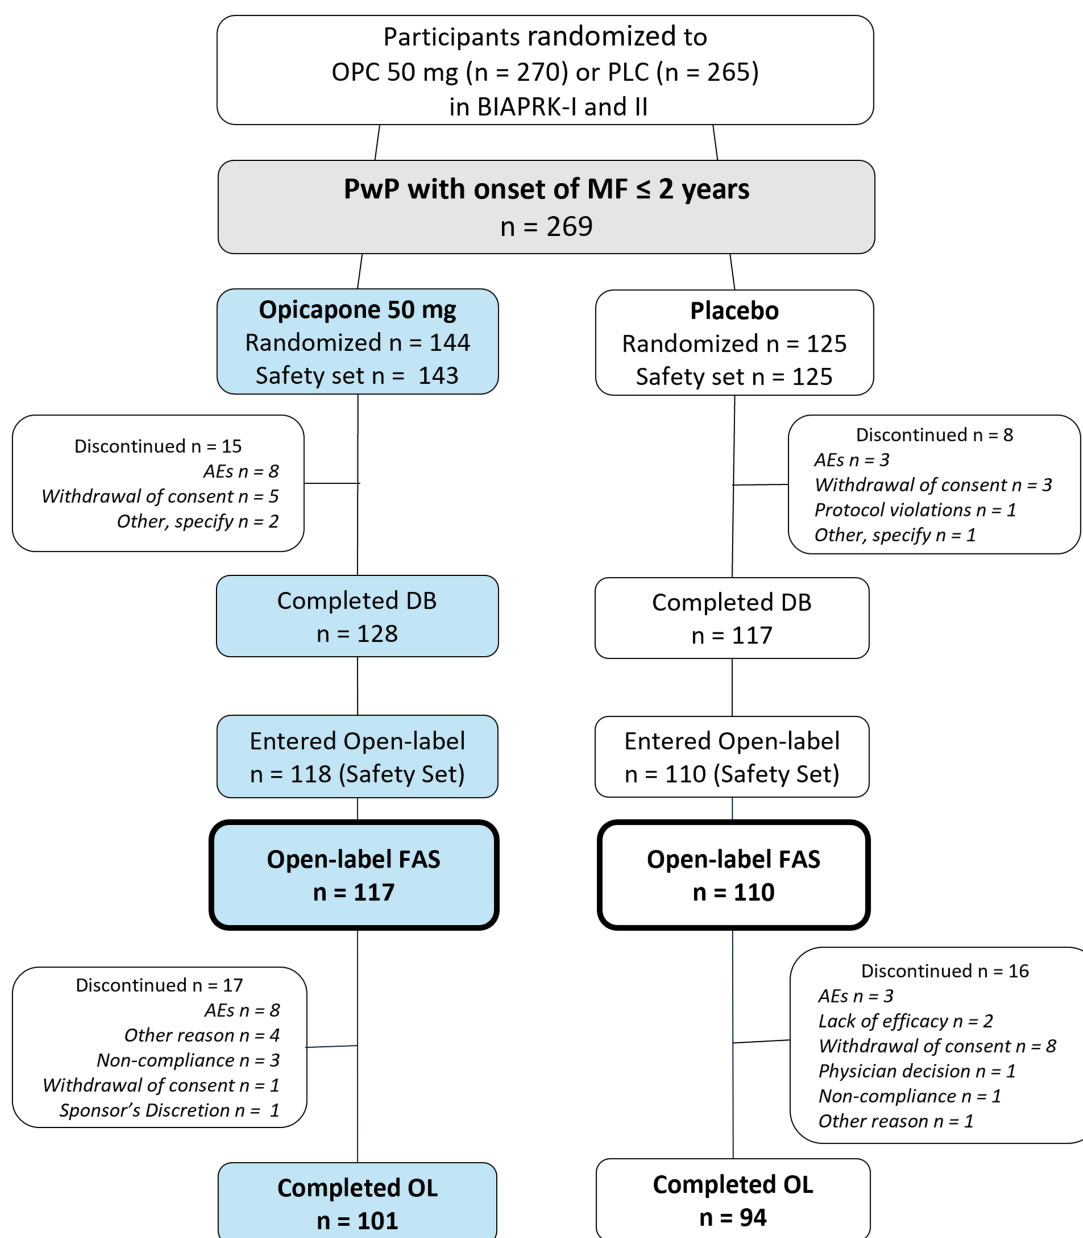 Participants randomized to
OPC 50 mg (n = 270) or PLC (n = 265)
in BIAPRK-I and II
PwP with onset of MF ≤ 2 years
n = 269
Opicapone 50 mg
Randomized n = 144
Safety set n = 143
Placebo
Randomized n = 125
Safety set n = 125
Discontinued n = 15
AEs n = 8
Withdrawal of consent n = 5
Other, specify n = 2
Discontinued n = 8
AEs n = 3
Withdrawal of consent n = 3
Protocol violations n = 1
Other, specify n = 1
Completed DB
n = 128
Completed DB
n = 117
Entered Open-label
n = 118 (Safety Set)
Entered Open-label
n = 110 (Safety Set)
Open-label FAS
n = 117
Open-label FAS
n = 110
Discontinued n = 17
AEs n = 8
Other reason n = 4
Non-compliance n = 3
Withdrawal of consent n = 1
Sponsor’s Discretion n = 1
Discontinued n = 16
AEs n = 3
Lack of efficacy n = 2
Withdrawal of consent n = 8
Physician decision n = 1
Non-compliance n = 1
Other reason n = 1
Completed OL
n = 101
Completed OL
n = 94